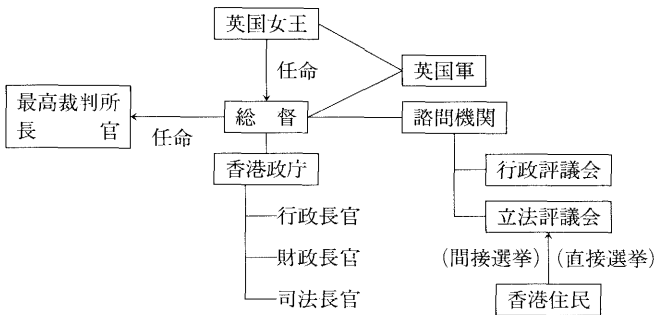 英国女王
任命
英国軍
最高裁判所
長官
任命
総督
諮問機関
香港政庁
行政評議会
立法評議会
行政長官
財政長官
司法長官
(間接選挙)
(直接選挙)
香港住民